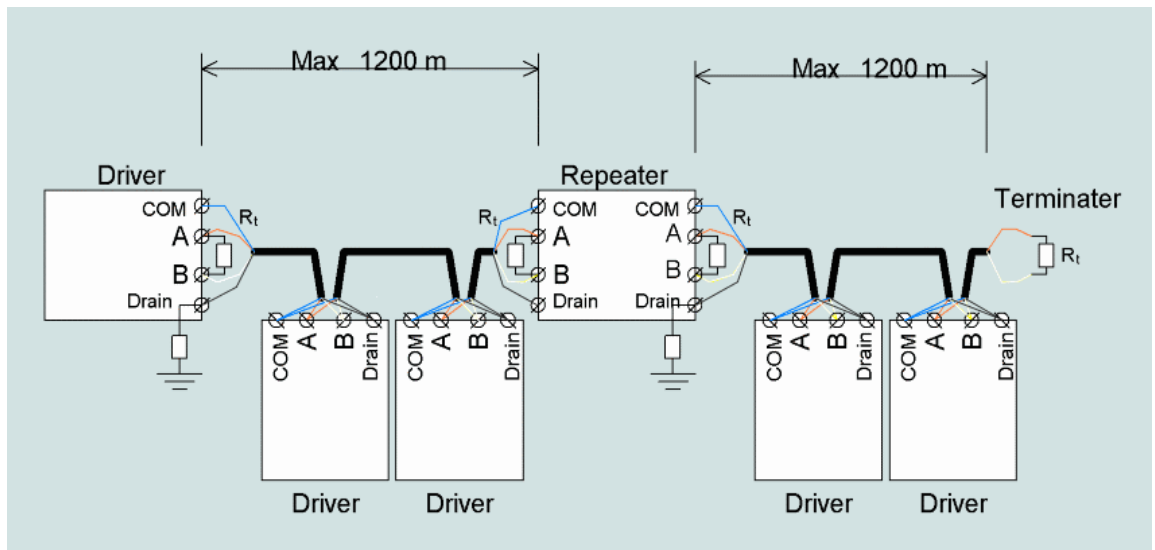 Max 1200 m
Max 1200 m
Driver
Repeater
Terminater
COM
A
B
Drain
Rt
Rt
COM
A
B
Drain
COM
A
B
Drain
Rt
Rt
COM
A
B
Drain
COM
A
B
Drain
COM
A
B
Drain
COM
A
B
Drain
Driver
Driver
Driver
Driver